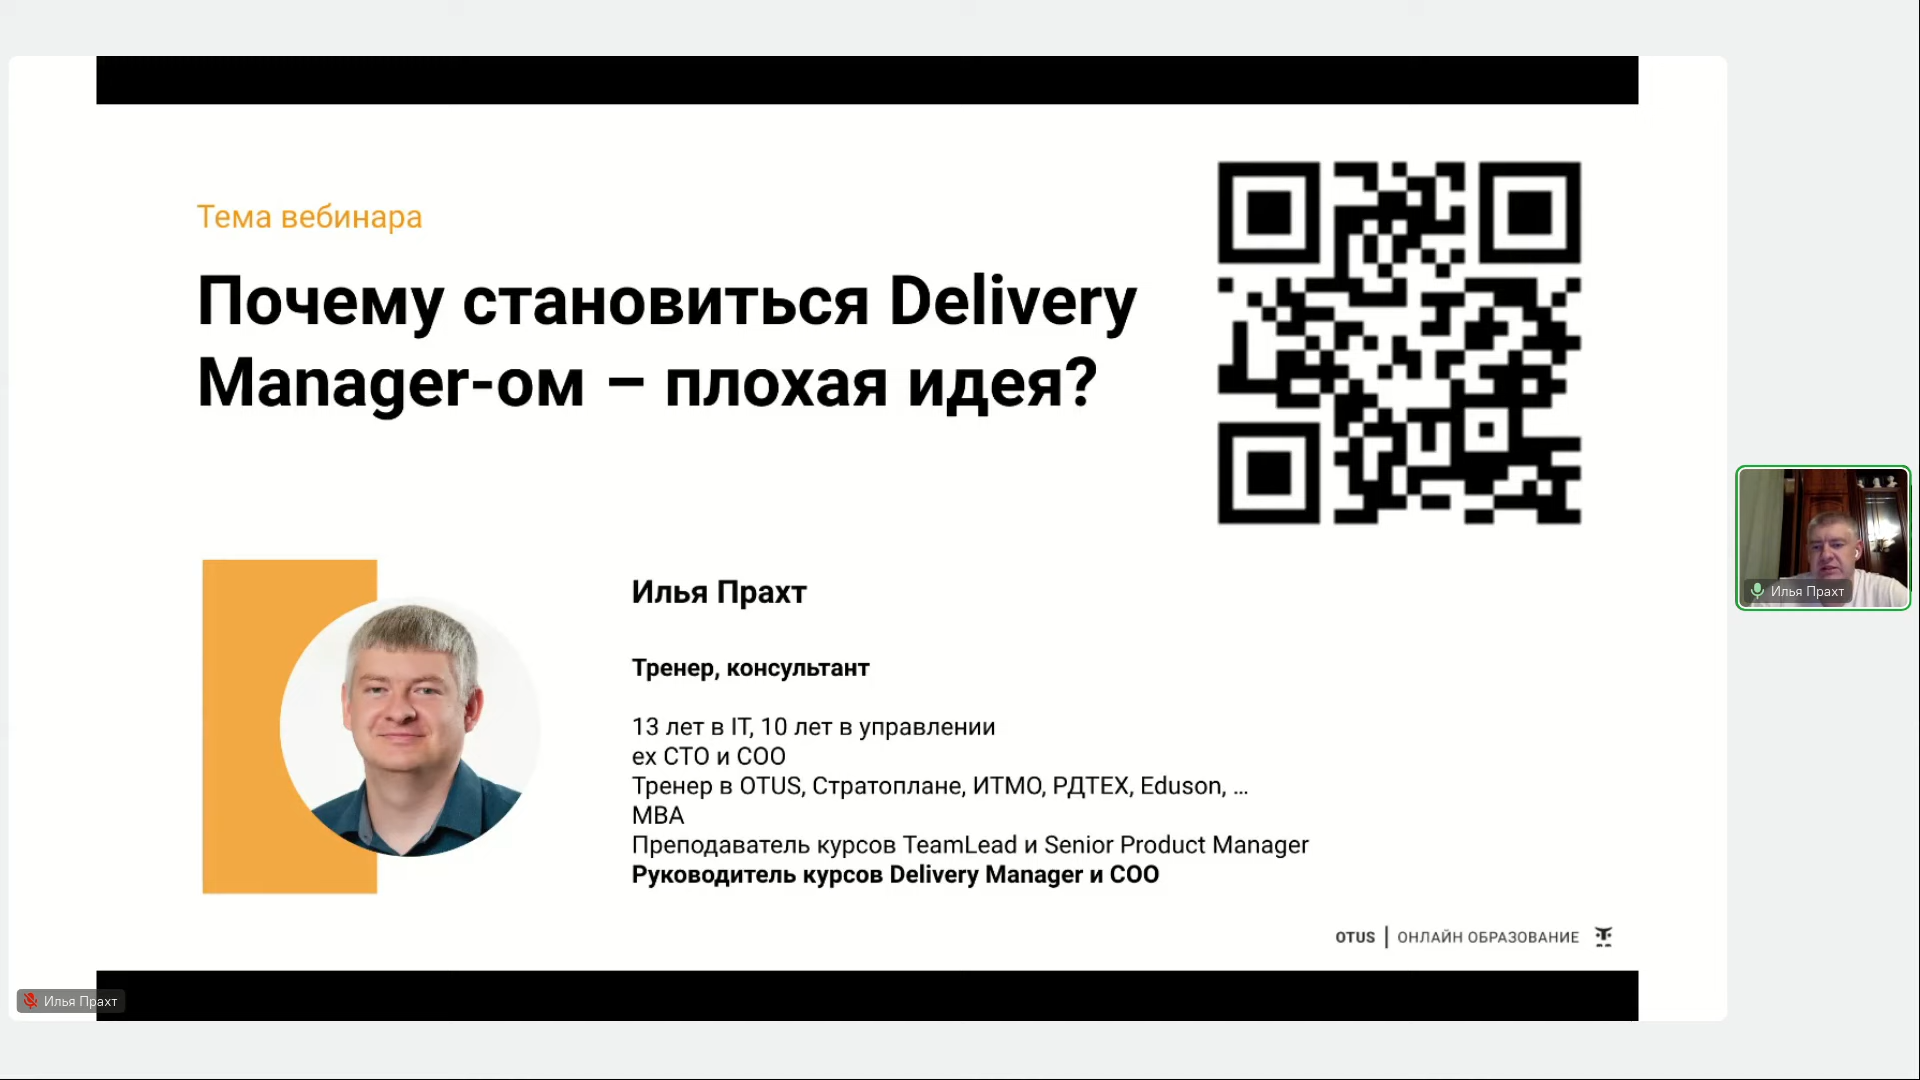 Тема вебинара
Почему становиться Delivery
Manager-ом – плохая идея?
Илья Прахт
Тренер, консультант
13 лет в IT, 10 лет в управлении
ex CTO и COO
Тренер в OTUS, Стратоплане, ИТМО, РДТЕХ, Eduson, ...
MBA
Преподаватель курсов TeamLead и Senior Product Manager
Руководитель курсов Delivery Manager и COO
OTUS | ОНЛАЙН ОБРАЗОВАНИЕ
Илья Прахт
Илья Прахт